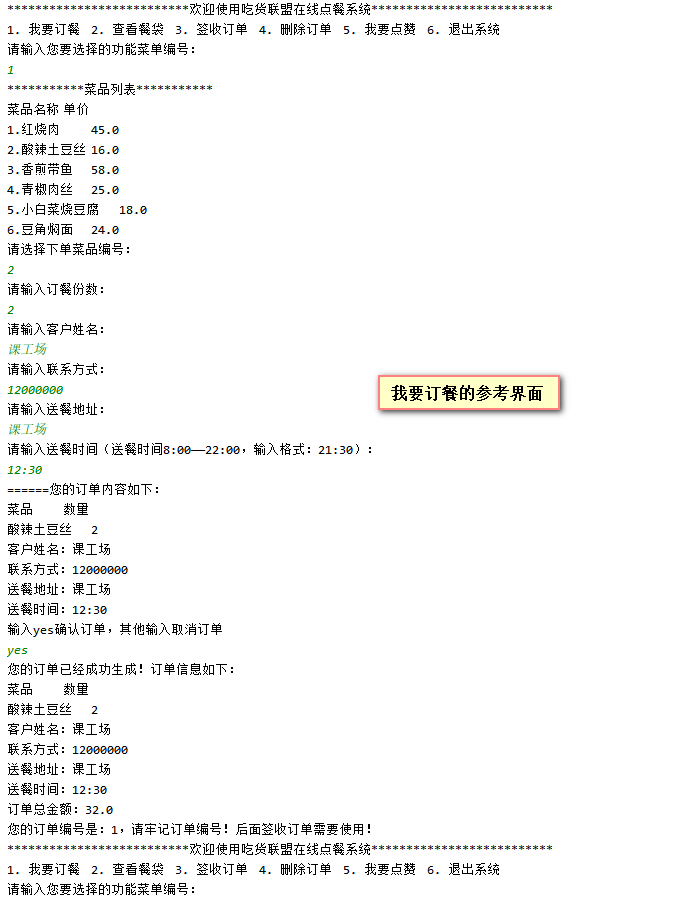 **************************欢迎使用吃货联盟在线点餐系统**************************
1. 我要订餐 2. 查看餐袋 3. 签收订单 4. 删除订单 5. 我要点赞 6. 退出系统
请输入您要选择的功能菜单编号:
1
***********菜品列表***********
菜品名称 单价
1.红烧肉 45.0
2.酸辣土豆丝 16.0
3.香煎带鱼 58.0
4.青椒肉丝 25.0
5.小白菜烧豆腐 18.0
6.豆角焖面 24.0
请选择下单菜品编号:
2
请输入订餐份数:
2
请输入客户姓名:
课工场
请输入联系方式:
12000000
我要订餐的参考界面
请输入送餐地址:
课工场
请输入送餐时间（送餐时间8:00——22:00，输入格式：21:30）:
12:30
======您的订单内容如下:
菜品 数量
酸辣土豆丝 2
客户姓名：课工场
联系方式：12000000
送餐地址：课工场
送餐时间：12:30
输入yes确认订单，其他输入取消订单
yes
您的订单已经成功生成！订单信息如下:
菜品 数量
酸辣土豆丝 2
客户姓名：课工场
联系方式：12000000
送餐地址：课工场
送餐时间：12:30
订单总金额：32.0
您的订单编号是：1，请牢记订单编号！后面签收订单需要使用！
**************************欢迎使用吃货联盟在线点餐系统**************************
1. 我要订餐 2. 查看餐袋 3. 签收订单 4. 删除订单 5. 我要点赞 6. 退出系统
请输入您要选择的功能菜单编号: